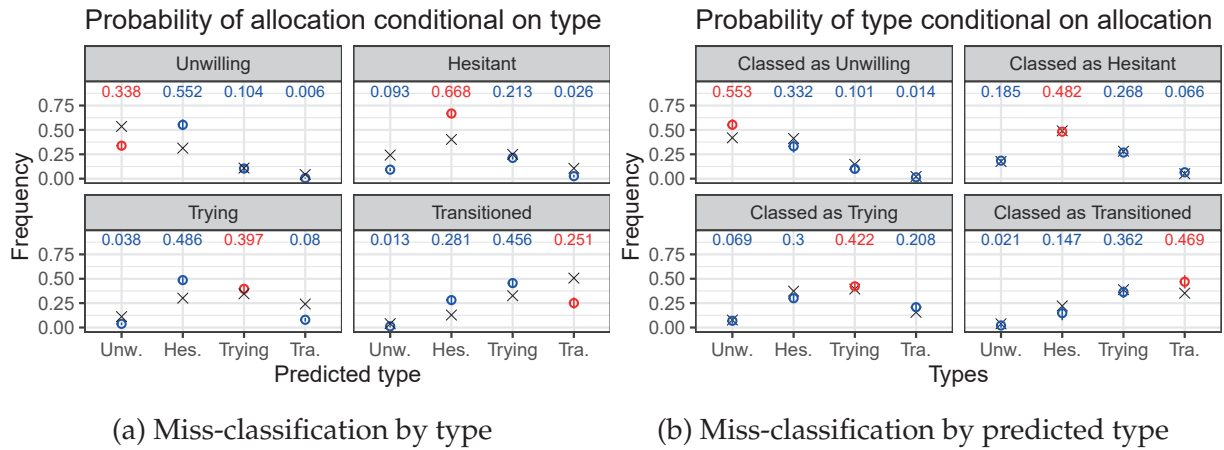 Probability of allocation conditional on type
Unwilling
Hesitant
0.338 0.552 0.104 0.006
0.093 0.668 0.213 0.026
0.75
0.50
0.25
0.00
Trying
Transitioned
0.038 0.486 0.397 0.08
0.013 0.281 0.456 0.251
0.75
0.50
0.25
0.00
Frequency
Frequency
Unw. Hes. Trying Tra.
Unw. Hes. Trying Tra.
Predicted type
(a) Miss-classification by type
Probability of type conditional on allocation
Classed as Unwilling
Classed as Hesitant
0.553 0.332 0.101 0.014
0.185 0.482 0.268 0.066
0.75
0.50
0.25
0.00
Classed as Trying
Classed as Transitioned
0.069 0.3 0.422 0.208
0.021 0.147 0.362 0.469
0.75
0.50
0.25
0.00
Frequency
Frequency
Unw. Hes. Trying Tra.
Unw. Hes. Trying Tra.
Types
(b) Miss-classification by predicted type